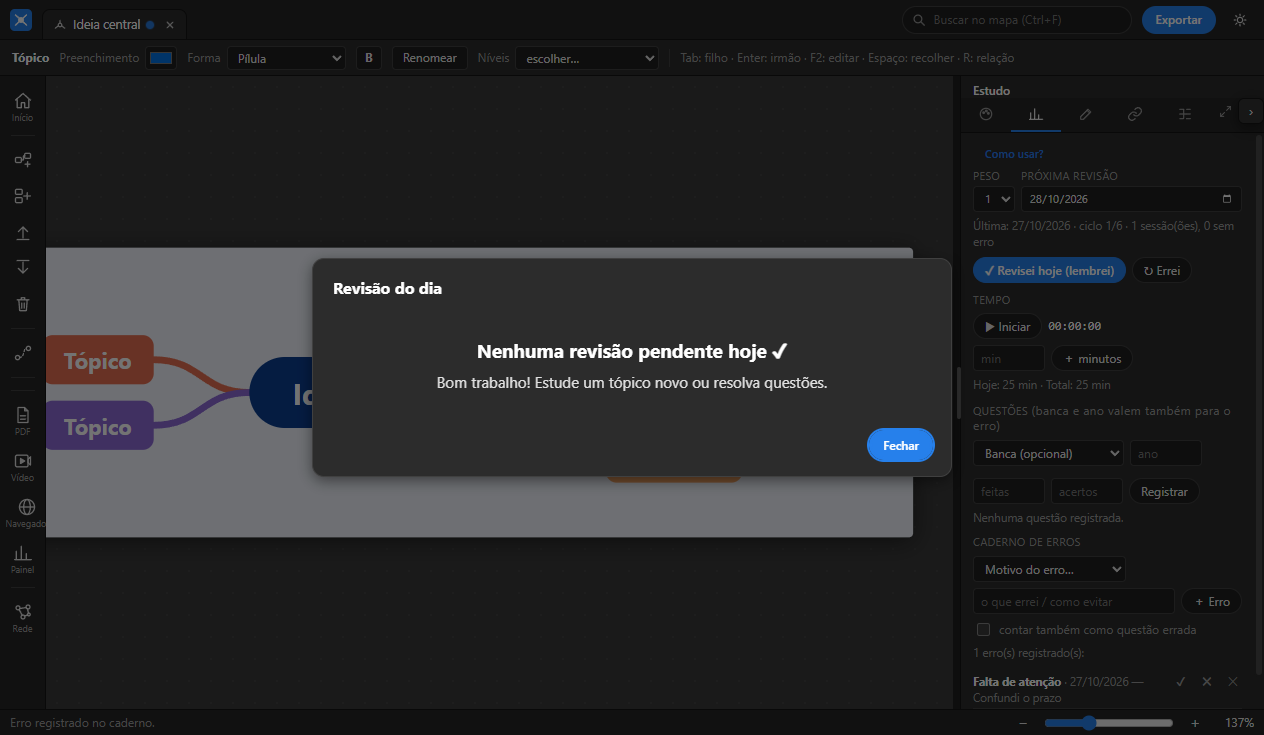 Ideia central
Buscar no mapa (Ctrl+F)
Exportar
Tópico
Preenchimento
Forma
Pílula
B
Renomear
Níveis
escolher...
Tab: filho · Enter: irmão · F2: editar · Espaço: recolher · R: relação
Início
PDF
Vídeo
Navegado
Painel
Rede
Tópico
Tópico
Revisão do dia
Nenhuma revisão pendente hoje ✓
Bom trabalho! Estude um tópico novo ou resolva questões.
Fechar
Estudo
Como usar?
PESO
PRÓXIMA REVISÃO
1
28/10/2026
Última: 27/10/2026 · ciclo 1/6 · 1 sessão(ões), 0 sem
erro
✓ Revisei hoje (lembrei)
↻ Errei
TEMPO
▶ Iniciar
00:00:00
min
+ minutos
Hoje: 25 min · Total: 25 min
QUESTÕES (banca e ano valem também para o
erro)
Banca (opcional)
ano
feitas
acertos
Registrar
Nenhuma questão registrada.
CADERNO DE ERROS
Motivo do erro...
o que errei / como evitar
+ Erro
contar também como questão errada
1 erro(s) registrado(s):
Falta de atenção · 27/10/2026 —
Confundi o prazo
Erro registrado no caderno.
137%